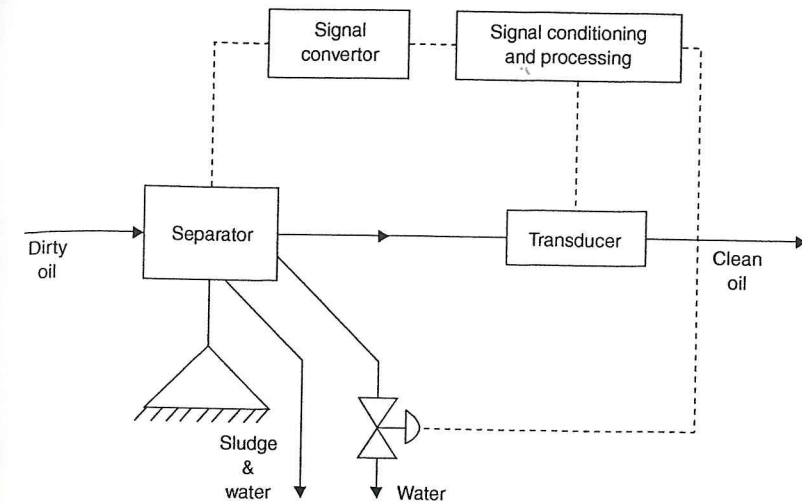 Signal
convertor
Signal conditioning
and processing
Dirty
oil
Separator
Transducer
Clean
oil
Sludge
&
water
Water